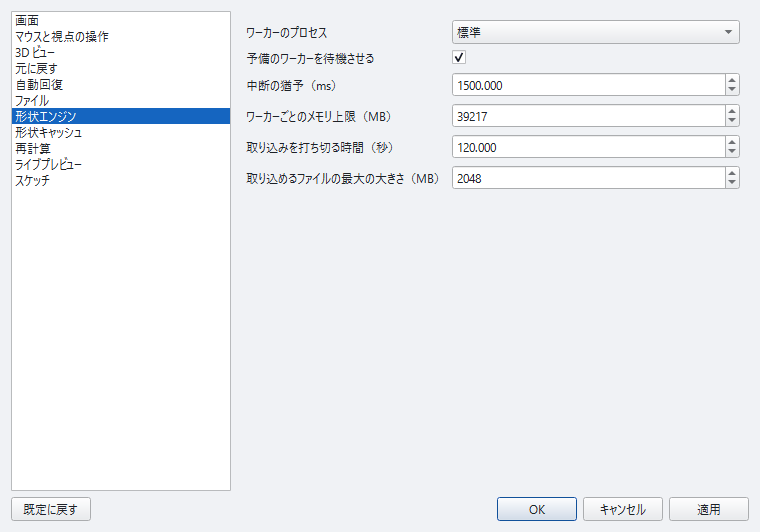 画面
マウスと視点の操作
3D ビュー
元に戻す
自動回復
ファイル
形状エンジン
形状キャッシュ
再計算
ライブプレビュー
スケッチ
ワーカーのプロセス
標準
予備のワーカーを待機させる
中断の猶予（ms）
1500.000
ワーカーごとのメモリ上限（MB）
39217
取り込みを打ち切る時間（秒）
120.000
取り込めるファイルの最大の大きさ（MB）
2048
既定に戻す
OK
キャンセル
適用